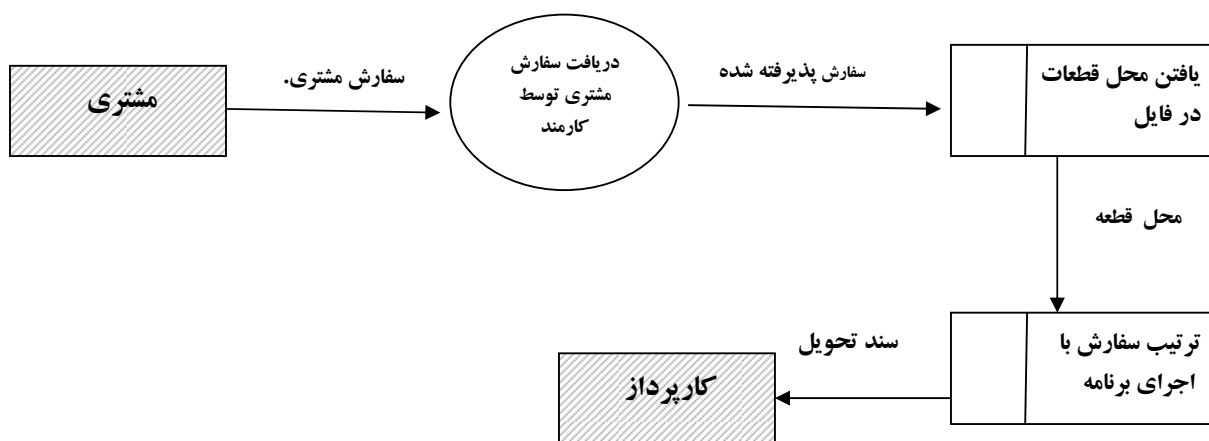 مشتری
سفارش مشتری.
دریافت سفارش
مشتری توسط
کارمند
سفارش پذیرفته شده
یافتن محل قطعات
در فایل
محل قطعه
ترتیب سفارش با
اجرای برنامه
سند تحویل
کارپرداز